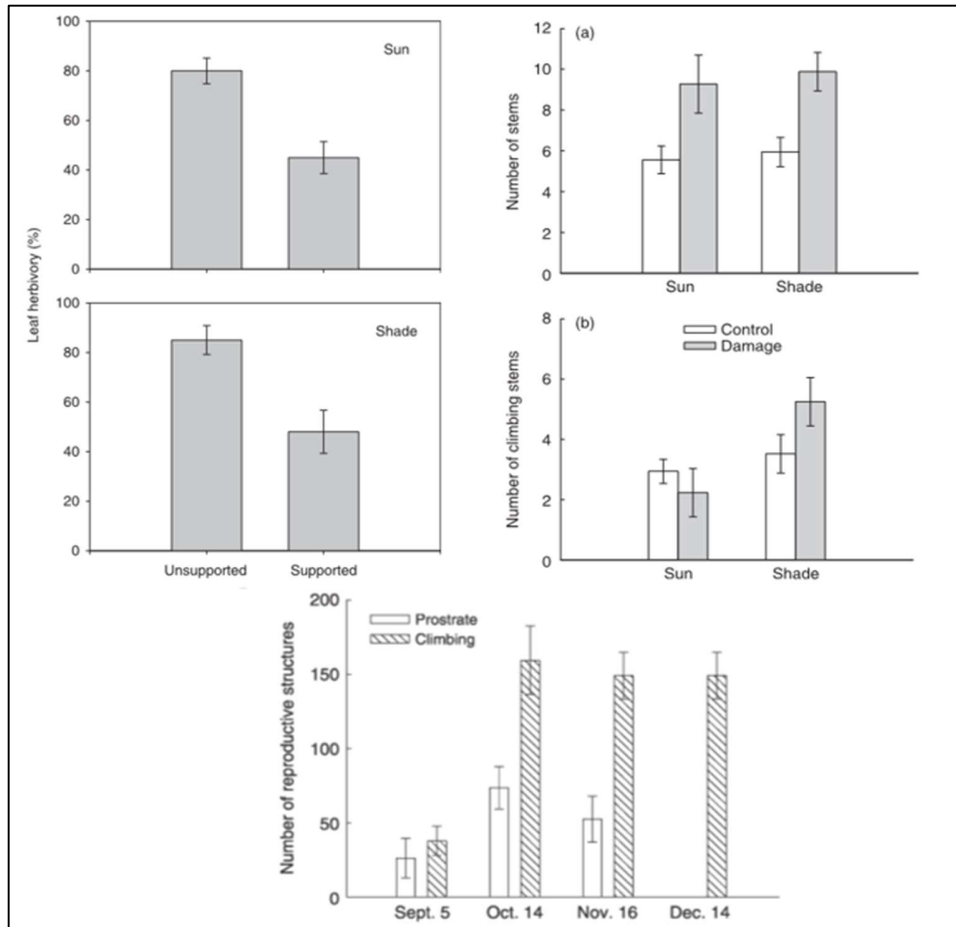 100
80
60
40
20
0
Sun
100
80
60
40
20
0
Shade
Leaf herbivory (%)
Unsupported Supported
12
10
8
6
4
2
0
(a)
Number of stems
Sun Shade
8
6
4
2
0
(b)
Control
Damage
Number of climbing stems
Sun Shade
200
150
100
50
0
Prostrate
Climbing
Number of reproductive structures
Sept. 5 Oct. 14 Nov. 16 Dec. 14